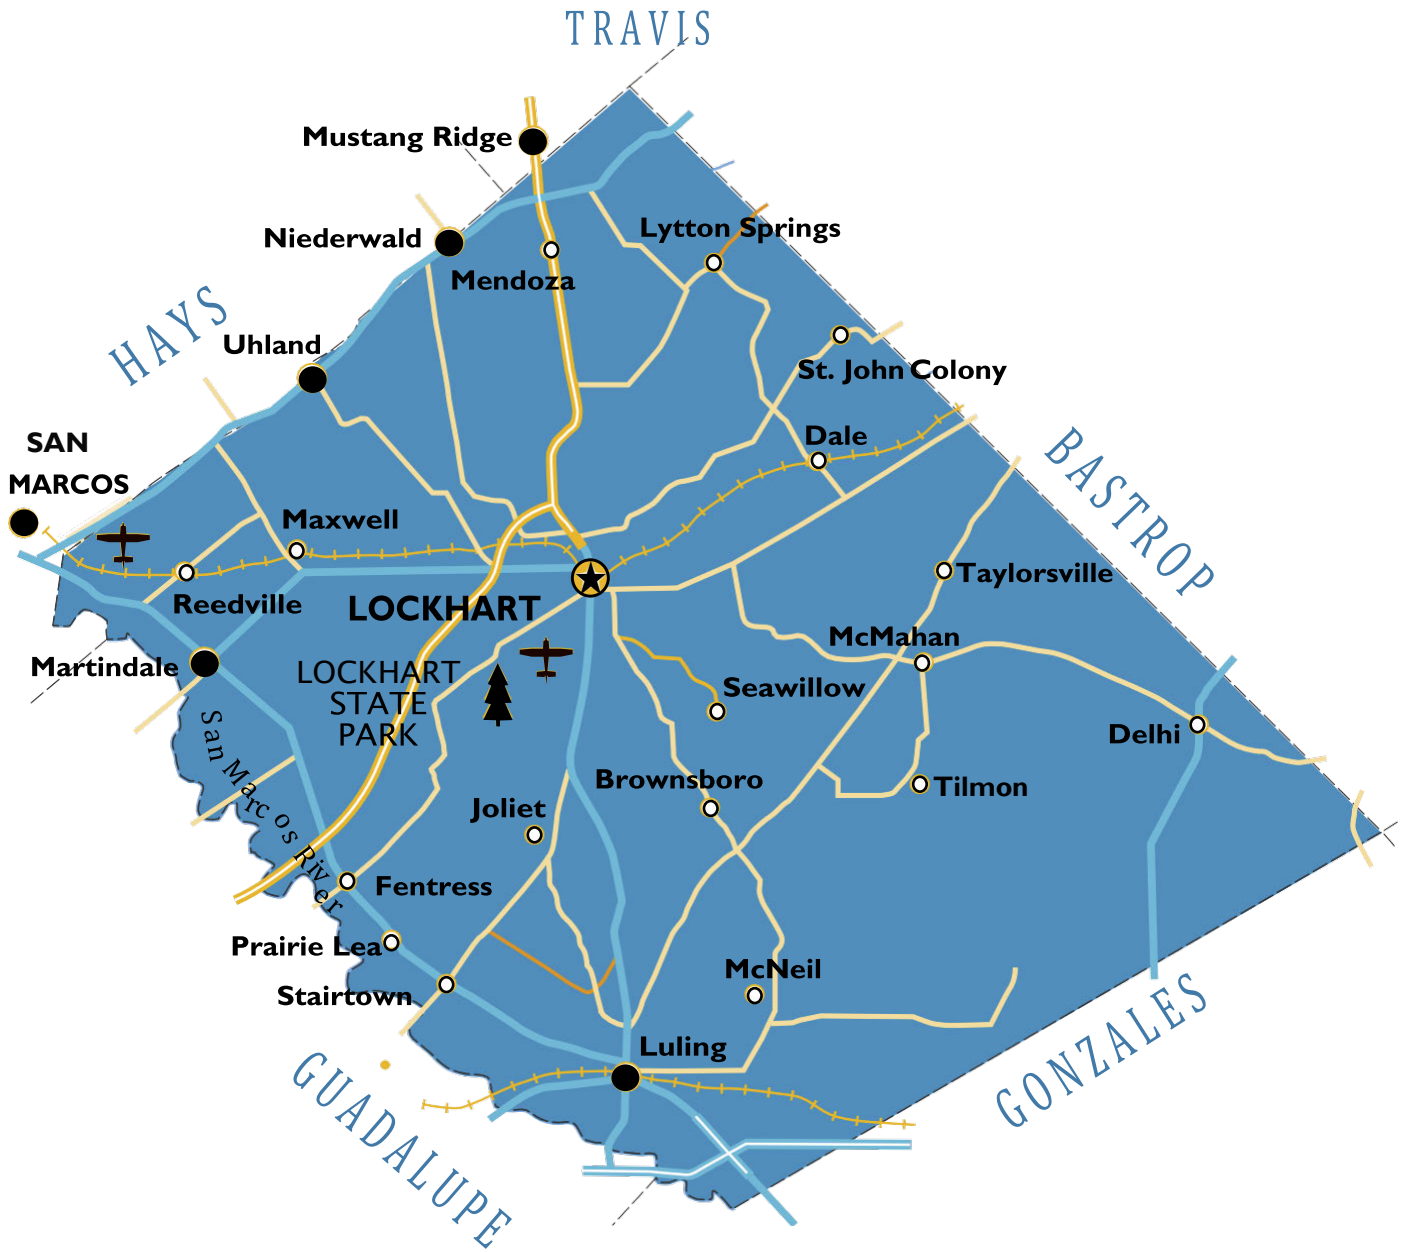 TRAVIS
Mustang Ridge
Lytton Springs
Niederwald
Mendoza
HAYS
Uhland
St. John Colony
SAN
MARCOS
Dale
BASTROP
Maxwell
Taylorsville
Reedville
LOCKHART
McMahan
Martindale
LOCKHART
STATE
PARK
Seawillow
San Marcos River
Delhi
Brownsboro
Tilmon
Joliet
Fentress
Prairie Lea
McNeil
Stairtown
Luling
GONZALES
GUADALUPE